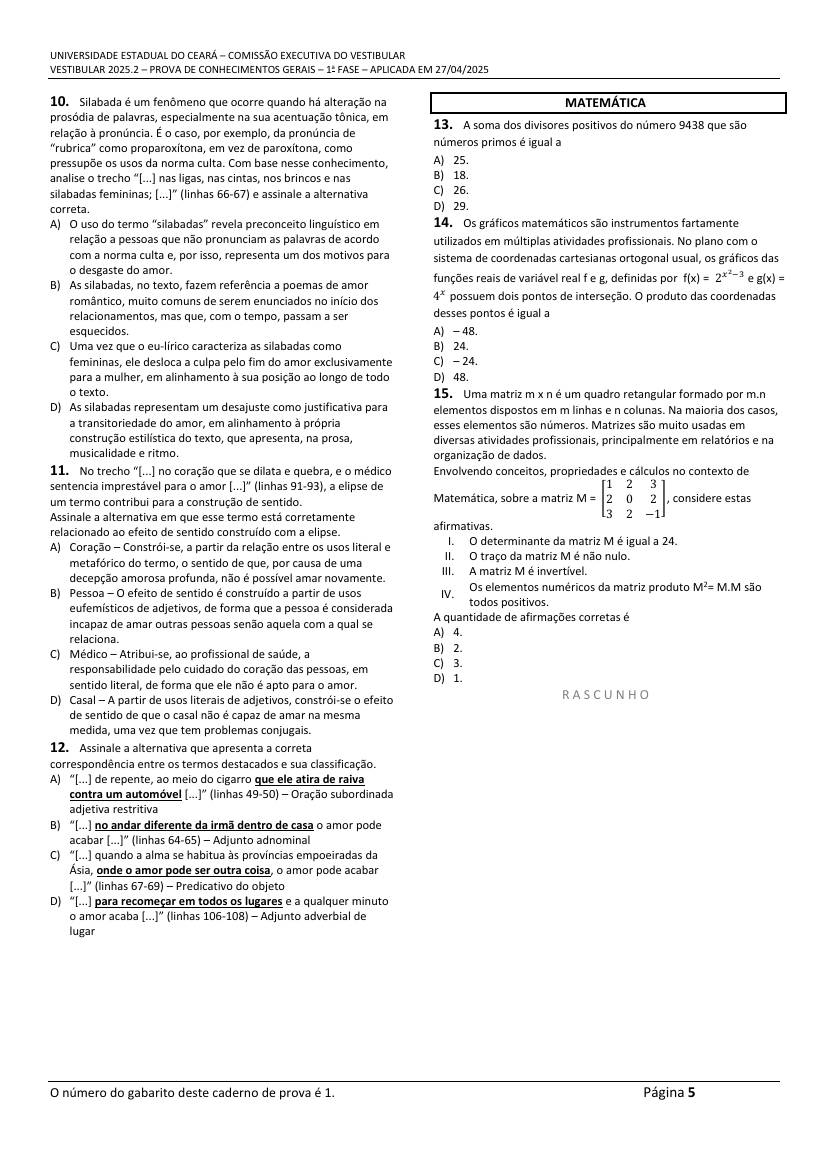 UNIVERSIDADE ESTADUAL DO CEARÁ – COMISSÃO EXECUTIVA DO VESTIBULAR
VESTIBULAR 2025.2 – PROVA DE CONHECIMENTOS GERAIS – 1ª FASE – APLICADA EM 27/04/2025
10. Silabada é um fenômeno que ocorre quando há alteração na
prosódia de palavras, especialmente na sua acentuação tônica, em
relação à pronúncia. É o caso, por exemplo, da pronúncia de
“rubrica” como proparoxítona, em vez de paroxítona, como
pressupõe os usos da norma culta. Com base nesse conhecimento,
analise o trecho “[...] nas ligas, nas cintas, nos brincos e nas
silabadas femininas; [...]” (linhas 66-67) e assinale a alternativa
correta.
A) O uso do termo “silabadas” revela preconceito linguístico em
relação a pessoas que não pronunciam as palavras de acordo
com a norma culta e, por isso, representa um dos motivos para
o desgaste do amor.
B) As silabadas, no texto, fazem referência a poemas de amor
romântico, muito comuns de serem enunciados no início dos
relacionamentos, mas que, com o tempo, passam a ser
esquecidos.
C) Uma vez que o eu-lírico caracteriza as silabadas como
femininas, ele desloca a culpa pelo fim do amor exclusivamente
para a mulher, em alinhamento à sua posição ao longo de todo
o texto.
D) As silabadas representam um desajuste como justificativa para
a transitoriedade do amor, em alinhamento à própria
construção estilística do texto, que apresenta, na prosa,
musicalidade e ritmo.
11. No trecho “[...] no coração que se dilata e quebra, e o médico
sentencia imprestável para o amor [...]” (linhas 91-93), a elipse de
um termo contribui para a construção de sentido.
Assinale a alternativa em que esse termo está corretamente
relacionado ao efeito de sentido construído com a elipse.
A) Coração – Constrói-se, a partir da relação entre os usos literal e
metafórico do termo, o sentido de que, por causa de uma
decepção amorosa profunda, não é possível amar novamente.
B) Pessoa – O efeito de sentido é construído a partir de usos
eufemísticos de adjetivos, de forma que a pessoa é considerada
incapaz de amar outras pessoas senão aquela com a qual se
relaciona.
C) Médico – Atribui-se, ao profissional de saúde, a
responsabilidade pelo cuidado do coração das pessoas, em
sentido literal, de forma que ele não é apto para o amor.
D) Casal – A partir de usos literais de adjetivos, constrói-se o efeito
de sentido de que o casal não é capaz de amar na mesma
medida, uma vez que tem problemas conjugais.
12. Assinale a alternativa que apresenta a correta
correspondência entre os termos destacados e sua classificação.
A) “[...] de repente, ao meio do cigarro que ele atira de raiva
contra um automóvel [...]” (linhas 49-50) – Oração subordinada
adjetiva restritiva
B) “[...] no andar diferente da irmã dentro de casa o amor pode
acabar [...]” (linhas 64-65) – Adjunto adnominal
C) “[...] quando a alma se habitua às províncias empoeiradas da
Ásia, onde o amor pode ser outra coisa, o amor pode acabar
[...]” (linhas 67-69) – Predicativo do objeto
D) “[...] para recomeçar em todos os lugares e a qualquer minuto
o amor acaba [...]” (linhas 106-108) – Adjunto adverbial de
lugar
MATEMÁTICA
13. A soma dos divisores positivos do número 9438 que são
números primos é igual a
A) 25.
B) 18.
C) 26.
D) 29.
14. Os gráficos matemáticos são instrumentos fartamente
utilizados em múltiplas atividades profissionais. No plano com o
sistema de coordenadas cartesianas ortogonal usual, os gráficos das
funções reais de variável real f e g, definidas por f(x) = 2^{x²−3} e g(x) =
4^x possuem dois pontos de interseção. O produto das coordenadas
desses pontos é igual a
A) – 48.
B) 24.
C) – 24.
D) 48.
15. Uma matriz m x n é um quadro retangular formado por m.n
elementos dispostos em m linhas e n colunas. Na maioria dos casos,
esses elementos são números. Matrizes são muito usadas em
diversas atividades profissionais, principalmente em relatórios e na
organização de dados.
Envolvendo conceitos, propriedades e cálculos no contexto de
Matemática, sobre a matriz M = [1 2 3; 2 0 2; 3 2 −1], considere estas
afirmativas.
I. O determinante da matriz M é igual a 24.
II. O traço da matriz M é não nulo.
III. A matriz M é invertível.
IV. Os elementos numéricos da matriz produto M²= M.M são
todos positivos.
A quantidade de afirmações corretas é
A) 4.
B) 2.
C) 3.
D) 1.
R A S C U N H O
O número do gabarito deste caderno de prova é 1.
Página 5